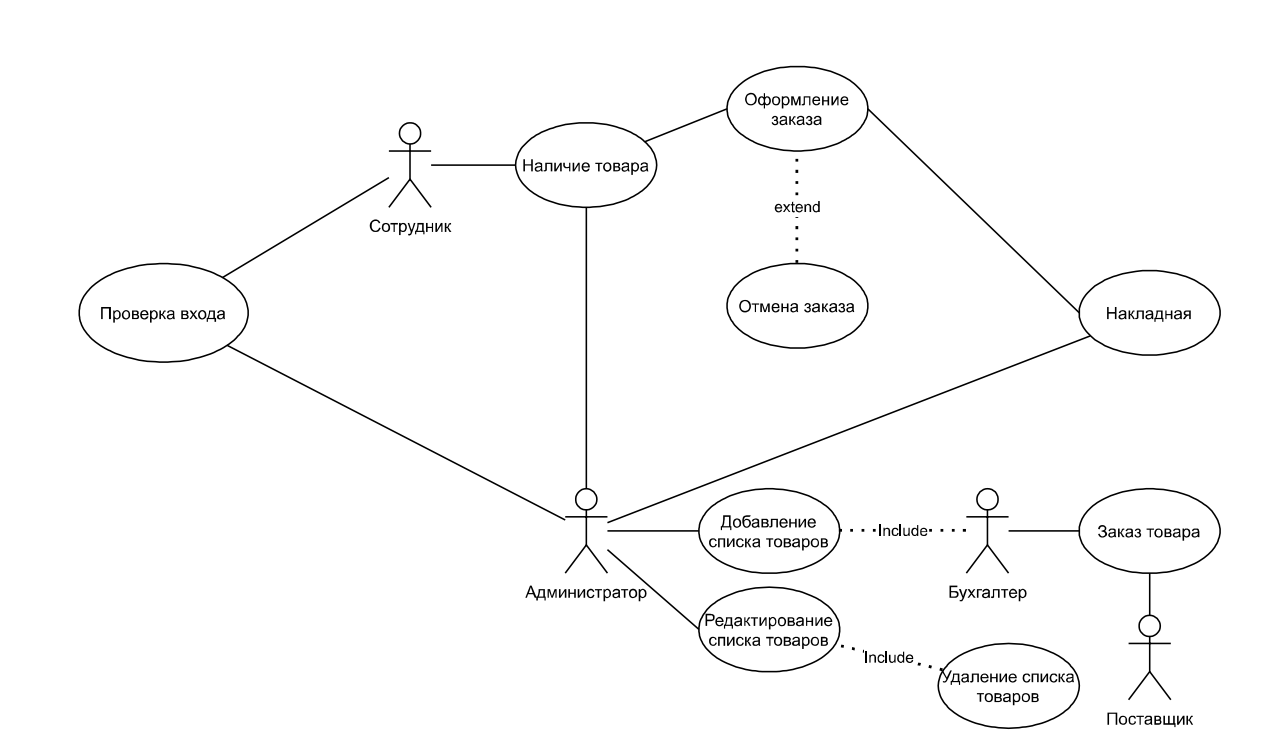 Оформление
заказа
Наличие товара
extend
Сотрудник
Проверка входа
Отмена заказа
Накладная
Добавление
списка товаров
Include
Заказ товара
Администратор
Бухгалтер
Редактирование
списка товаров
Include
Удаление списка
товаров
Поставщик